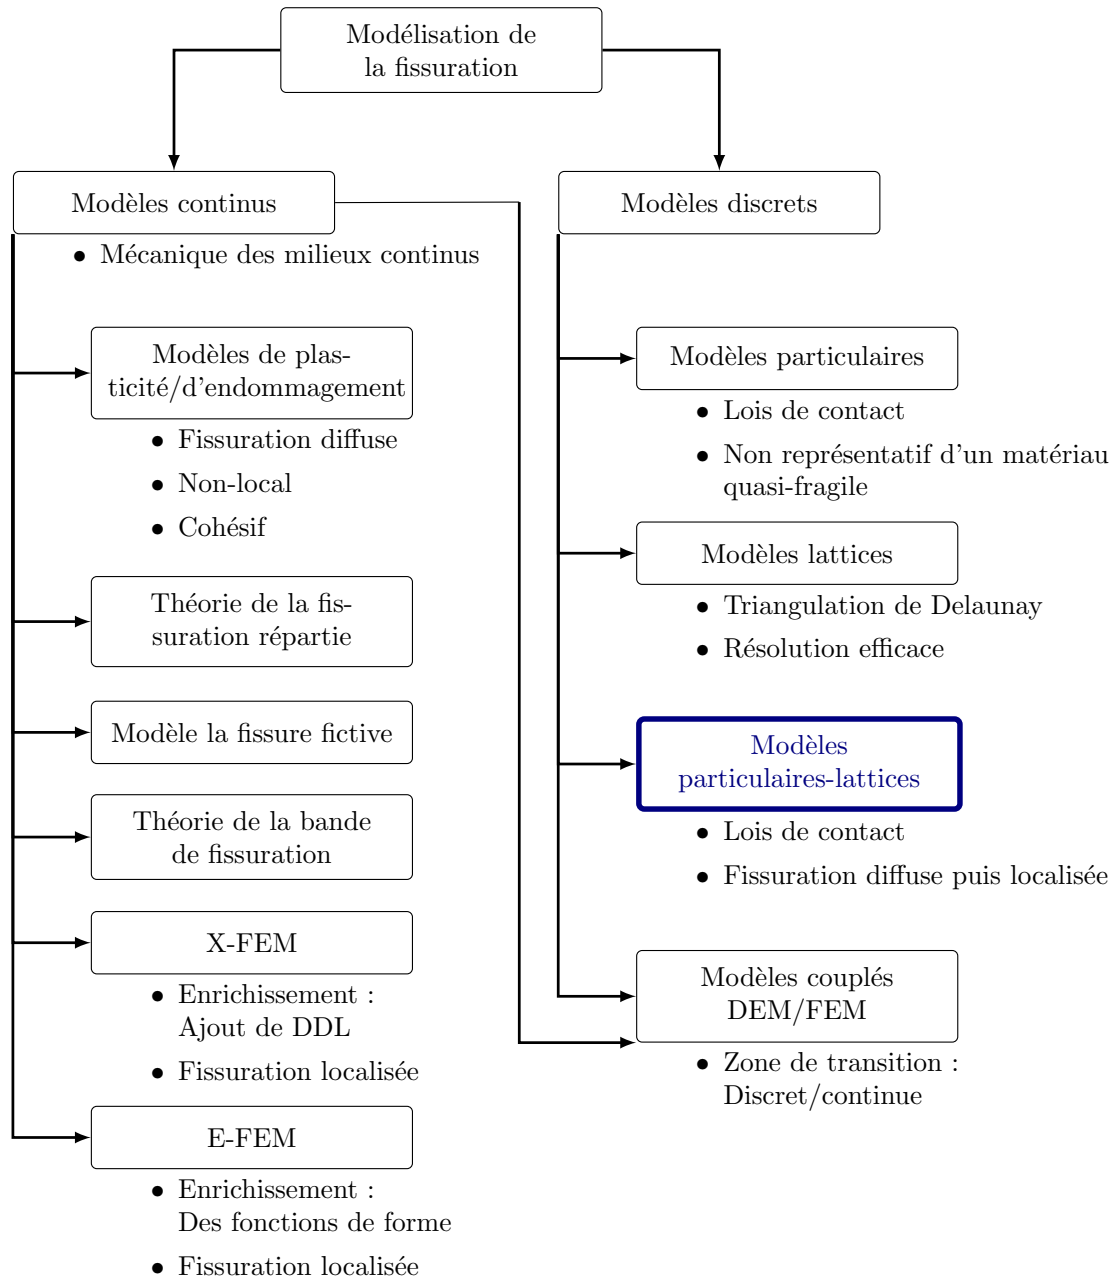 Modélisation de
la fissuration
Modèles continus
• Mécanique des milieux continus
Modèles de plas-
ticité/d'endommagement
• Fissuration diffuse
• Non-local
• Cohésif
Théorie de la fis-
suration répartie
Modèle la fissure fictive
Théorie de la bande
de fissuration
X-FEM
• Enrichissement :
Ajout de DDL
• Fissuration localisée
E-FEM
• Enrichissement :
Des fonctions de forme
• Fissuration localisée
Modèles discrets
Modèles particulaires
• Lois de contact
• Non représentatif d'un matériau
quasi-fragile
Modèles lattices
• Triangulation de Delaunay
• Résolution efficace
Modèles
particulaires-lattices
• Lois de contact
• Fissuration diffuse puis localisée
Modèles couplés
DEM/FEM
• Zone de transition :
Discret/continue